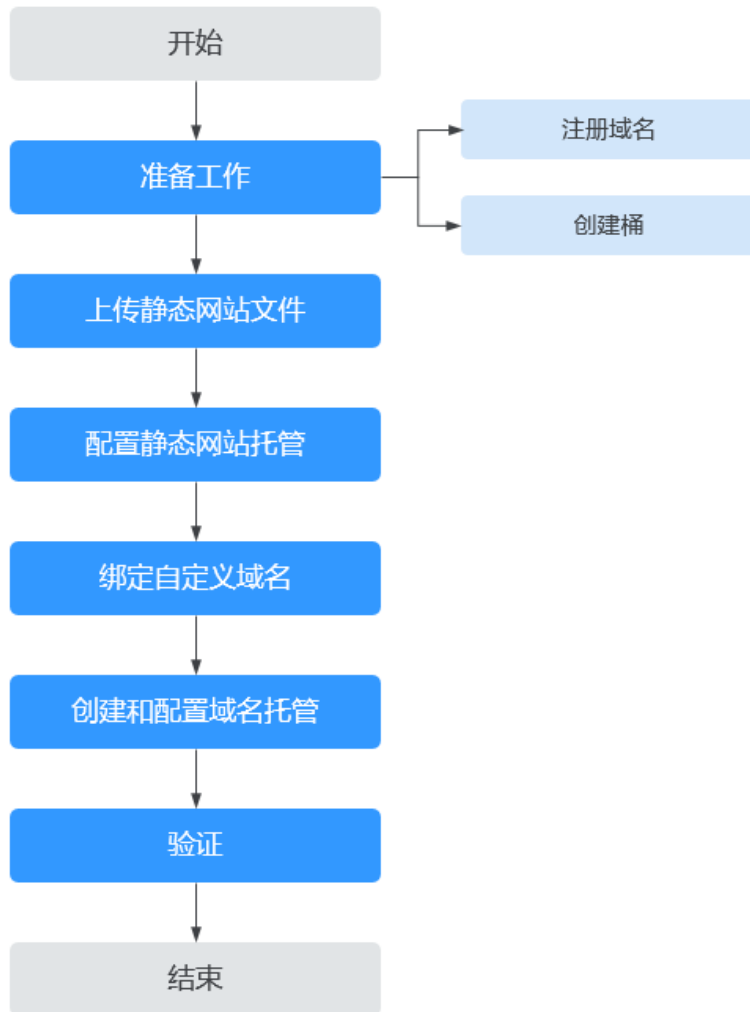 开始
准备工作
注册域名
创建桶
上传静态网站文件
配置静态网站托管
绑定自定义域名
创建和配置域名托管
验证
结束